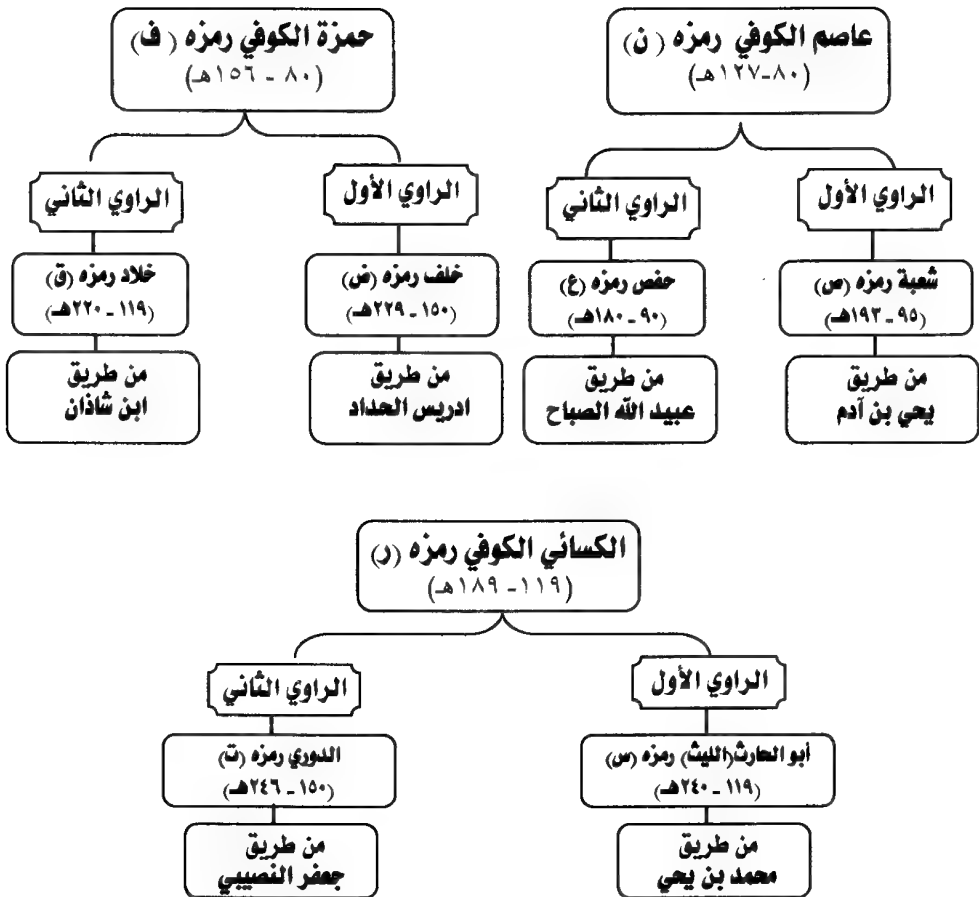 عاصم الكوفي رمزه (ن)
(٨٠-١٢٧هـ)
الراوي الأول
شعبة رمزه (ص)
(٩٥ - ١٩٣هـ)
من طريق
يحي بن آدم
الراوي الثاني
حفص رمزه (ع)
(٩٠ - ١٨٠هـ)
من طريق
عبيد الله الصباح
حمزة الكوفي رمزه (ف)
(٨٠ - ١٥٦هـ)
الراوي الأول
خلف رمزه (ض)
(١٥٠ - ٢٢٩هـ)
من طريق
ادريس الحداد
الراوي الثاني
خلاد رمزه (ق)
(١١٩ - ٢٢٠هـ)
من طريق
ابن شاذان
الكسائي الكوفي رمزه (ر)
(١١٩ - ١٨٩هـ)
الراوي الأول
أبو الحارث(الليث) رمزه (س)
(١١٩ - ٢٤٠هـ)
من طريق
محمد بن يحي
الراوي الثاني
الدوري رمزه (ت)
(١٥٠ - ٢٤٦هـ)
من طريق
جعفر النصيبي